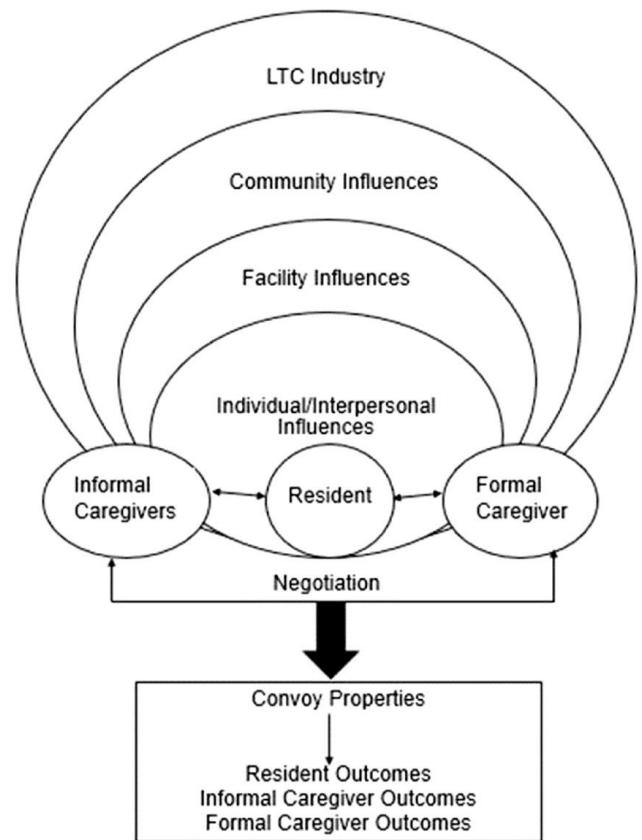 LTC Industry
Community Influences
Facility Influences
Individual/Interpersonal
Influences
Informal
Caregivers
Resident
Formal
Caregiver
Negotiation
Convoy Properties
Resident Outcomes
Informal Caregiver Outcomes
Formal Caregiver Outcomes